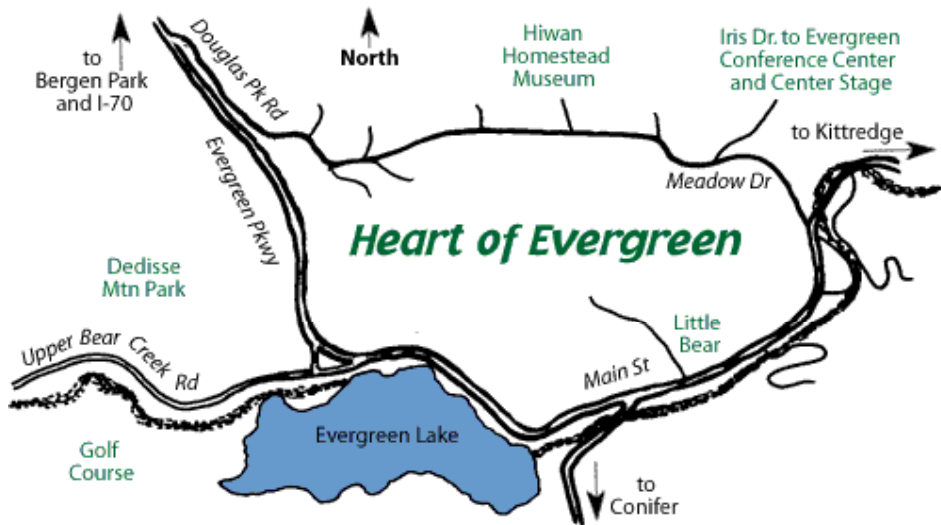 to
Bergen Park
and I-70
Douglas Pk Rd
North
Hiwan
Homestead
Museum
Iris Dr. to Evergreen
Conference Center
and Center Stage
to Kittredge
Meadow Dr
Evergreen Pkwy
Heart of Evergreen
Dedisse
Mtn Park
Upper Bear Creek Rd
Little
Bear
Main St
Evergreen Lake
Golf
Course
to
Conifer